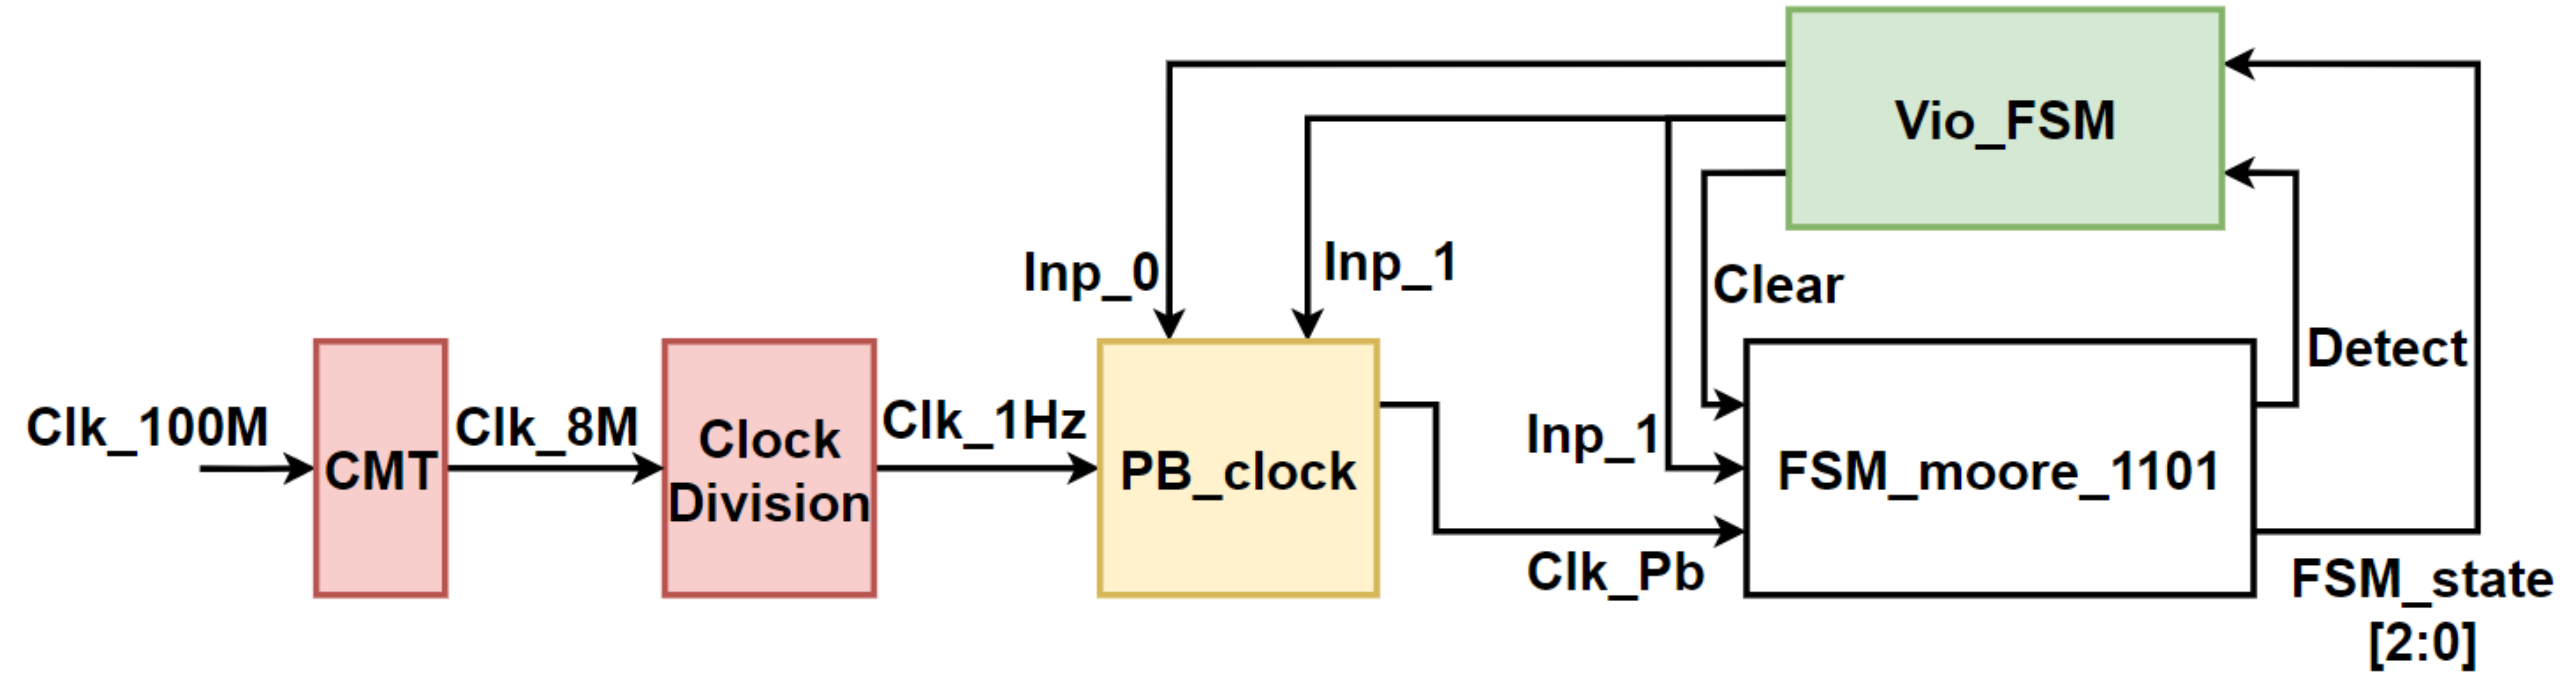 Vio_FSM
Inp_0
Inp_1
Clear
Detect
Clk_100M
CMT
Clk_8M
Clock
Division
Clk_1Hz
PB_clock
Inp_1
Clk_Pb
FSM_moore_1101
FSM_state
[2:0]